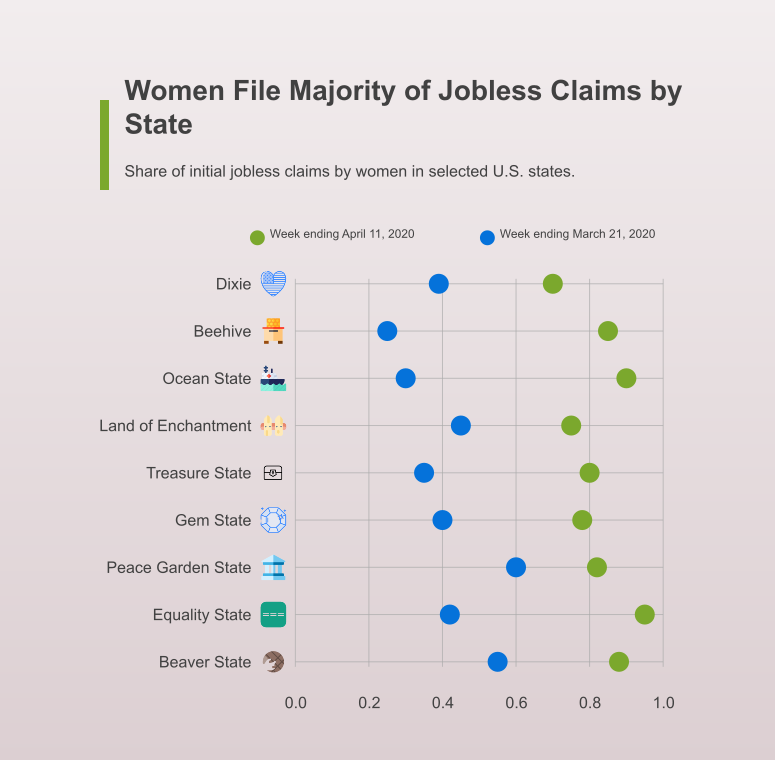 Women File Majority of Jobless Claims by
State
Share of initial jobless claims by women in selected U.S. states.
Week ending April 11, 2020
Week ending March 21, 2020
Dixie
Beehive
Ocean State
Land of Enchantment
Treasure State
Gem State
Peace Garden State
Equality State
Beaver State
0.0 0.2 0.4 0.6 0.8 1.0